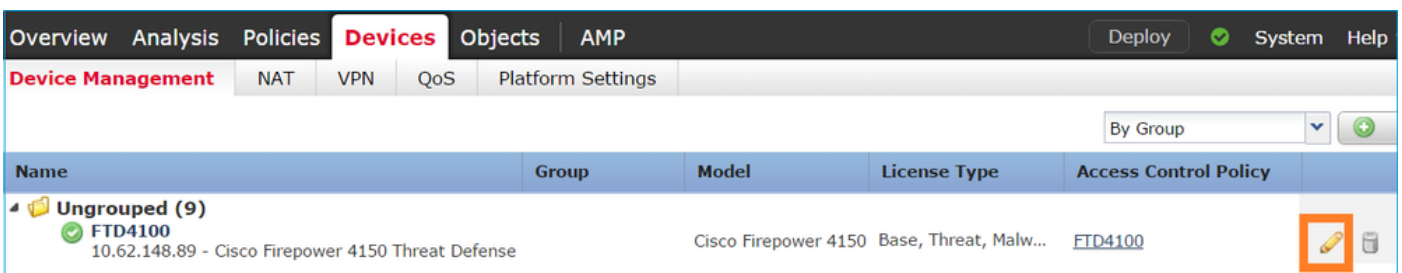 Overview Analysis Policies Devices Objects AMP Deploy System Help
Device Management NAT VPN QoS Platform Settings
By Group
Name Group Model License Type Access Control Policy
Ungrouped (9)
FTD4100
10.62.148.89 - Cisco Firepower 4150 Threat Defense Cisco Firepower 4150 Base, Threat, Malw... FTD4100